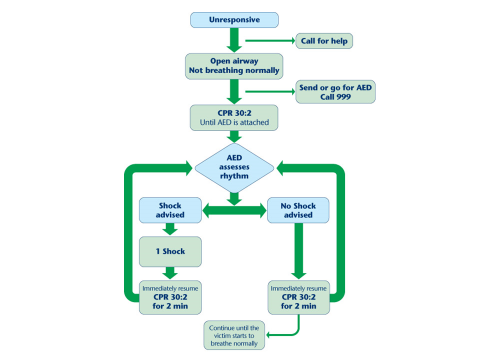 Unresponsive
Call for help
Open airway
Not breathing normally
Send or go for AED
Call 999
CPR 30:2
Until AED is attached
AED
assesses
rhythm
Shock
advised
No Shock
advised
1 Shock
Immediately resume
CPR 30:2
for 2 min
Immediately resume
CPR 30:2
for 2 min
Continue until the
victim starts to
breathe normally